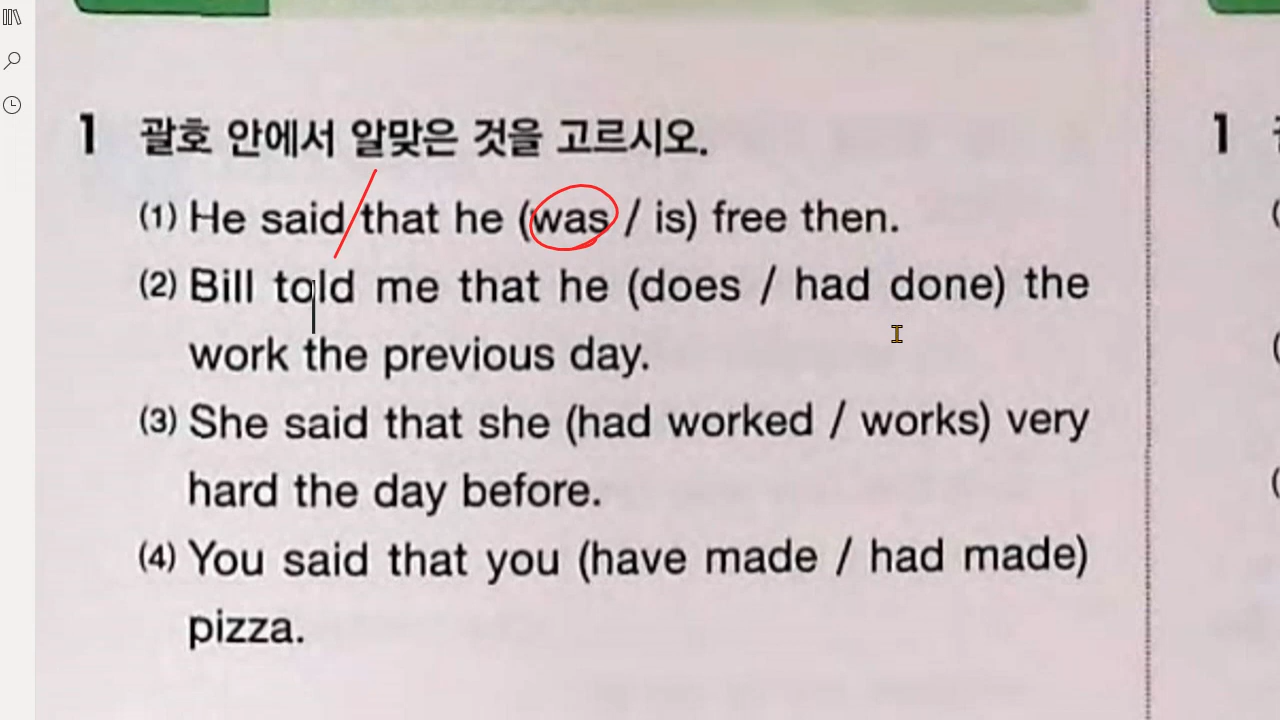 1 괄호 안에서 알맞은 것을 고르시오.
(1) He said that he (was / is) free then.
(2) Bill told me that he (does / had done) the
work the previous day.
(3) She said that she (had worked / works) very
hard the day before.
(4) You said that you (have made / had made)
pizza.
1